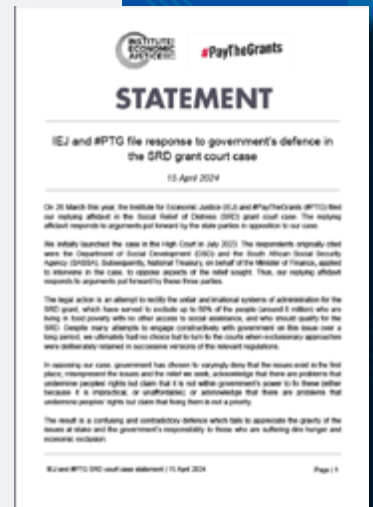 INSTITUTE
ECONOMIC
JUSTICE
#PayTheGrants
STATEMENT
IEJ and #PTG file response to government's defence in
the SRD grant court case
15 April 2024
On 26 March this year, the Institute for Economic Justice (IEJ) and #PayTheGrants (#PTG) filed
our replying affidavit in the Social Relief of Distress (SRD) grant court case. The replying
affidavit responds to arguments put forward by the state parties in opposition to our case.
We initially launched the case in the High Court in July 2023. The respondents originally cited
were the Department of Social Development (DSD) and the South African Social Security
Agency (SASSA). Subsequently, National Treasury, on behalf of the Minister of Finance, applied
to intervene in the case, to oppose aspects of the relief sought. Thus, our replying affidavit
responds to arguments put forward by these three parties.
The legal action is an attempt to rectify the unfair and irrational systems of administration for the
SRD grant, which have served to exclude up to 50% of the people (around 8 million) who are
living in food poverty with no other access to social assistance, and who should qualify for the
SRD. Despite many attempts to engage constructively with government on this issue over a
long period, we ultimately had no choice but to turn to the courts when exclusionary approaches
were deliberately retained in successive versions of the relevant regulations.
In opposing our case, government has chosen to varyingly deny that the issues exist in the first
place, misrepresent the issues and the relief we seek, acknowledge that there are problems that
undermine peoples' rights but claim that it is not within government's power to fix these (either
because it is impractical, or unaffordable); or acknowledge that there are problems that
undermine peoples' rights but claim that fixing them is not a priority.
The result is a confusing and contradictory defence which fails to appreciate the gravity of the
issues at stake and the government's responsibility to those who are suffering dire hunger and
economic exclusion.
IEJ and #PTG SRD court case statement | 15 April 2024
Page | 1